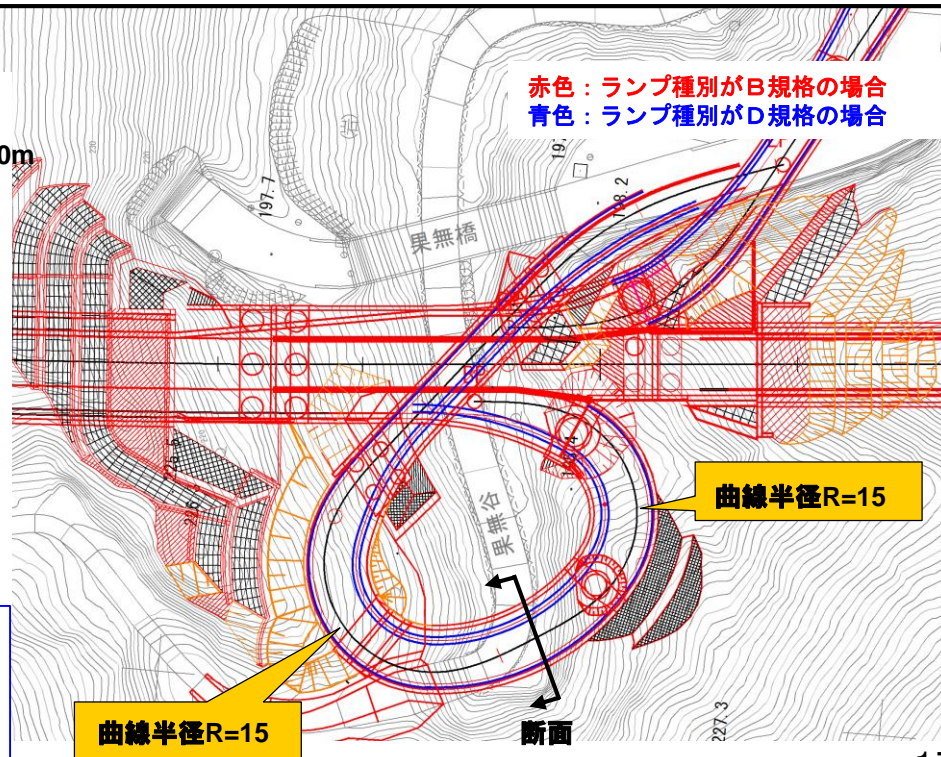 赤色：ランプ種別がB規格の場合
青色：ランプ種別がD規格の場合
0m
197.7
198.2
果無橋
曲線半径R=15
果無谷
曲線半径R=15
断面
227.3